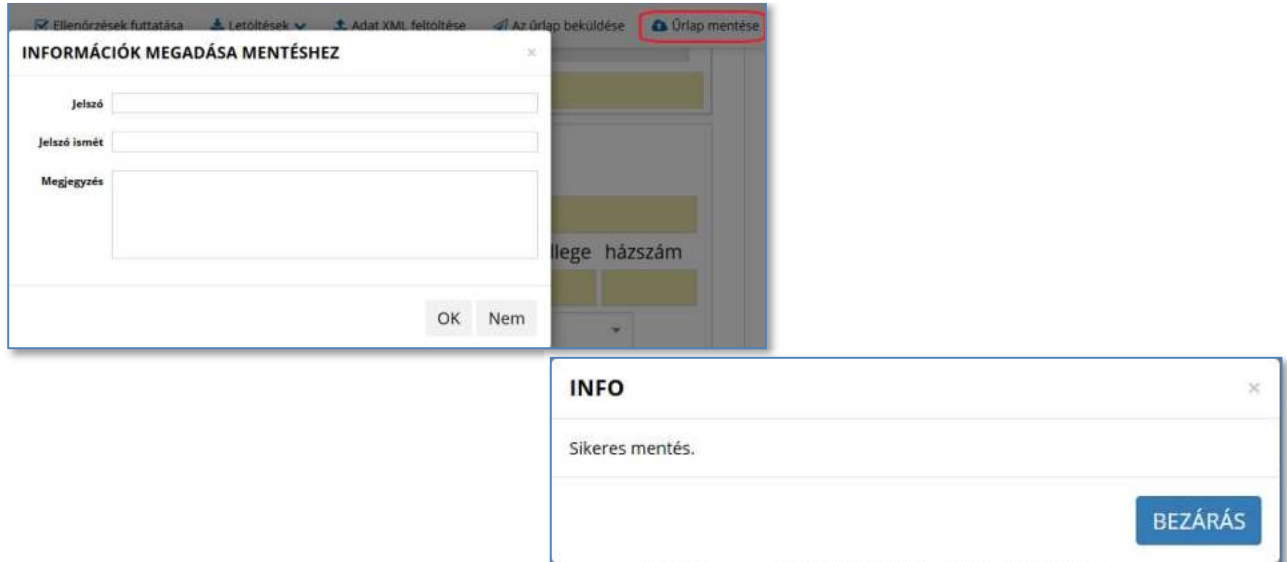 Ellenőrzések futtatása Letöltések Adat XML feltöltése Az űrlap beküldése Űrlap mentése
INFORMÁCIÓK MEGADÁSA MENTÉSHEZ ×
Jelszó
Jelszó ismét
Megjegyzés
llege házszám
OK Nem
INFO ×
Sikeres mentés.
BEZÁRÁS